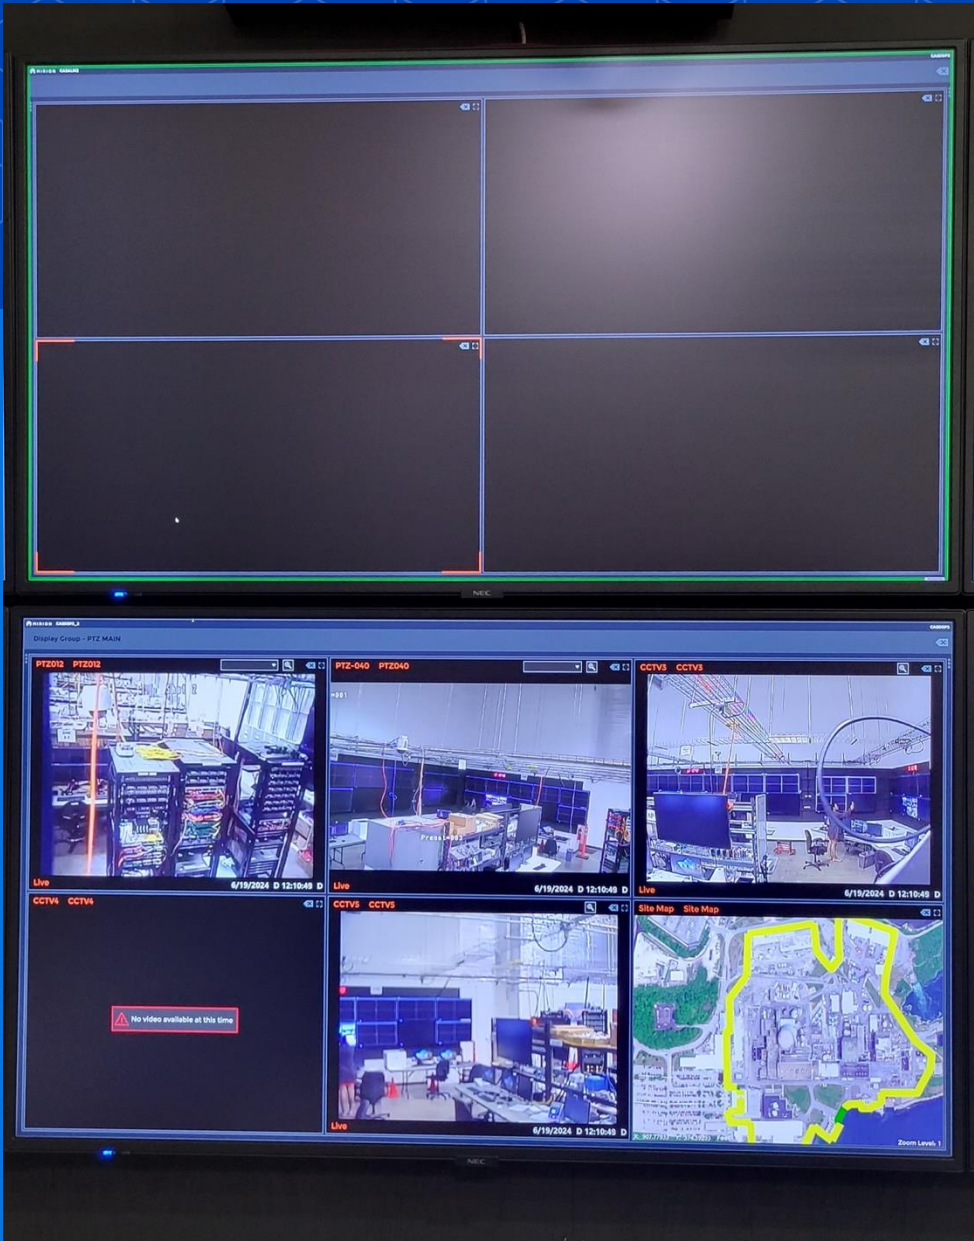 MIRION
NEC
MIRION
Display Group - PTZ MAIN
PTZ012 PTZ012
PTZ-040 PTZ040
CCTV3 CCTV3
Live
6/19/2024 D 12:10:49 D
Live
6/19/2024 D 12:10:49 D
Live
6/19/2024 D 12:10:49 D
CCTV4 CCTV4
CCTV5 CCTV5
Site Map Site Map
No video available at this time
Live
6/19/2024 D 12:10:48 D
Zoom Level: 1
NEC